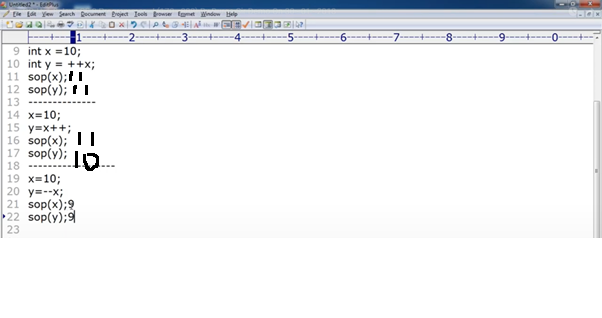 Untitled2 * - EditPlus
File Edit View Search Document Project Tools Browser Emmet Window Help
----+----1----+----2----+----3----+----4----+----5----+----6----+----7----+----8----+----9----+----0----+--
9 int x =10;
10 int y = ++x;
11 sop(x); 11
12 sop(y); 11
13 --------------
14 x=10;
15 y=x++;
16 sop(x); 11
17 sop(y); 10
18 ------------------
19 x=10;
20 y=--x;
21 sop(x);9
22 sop(y);9
23